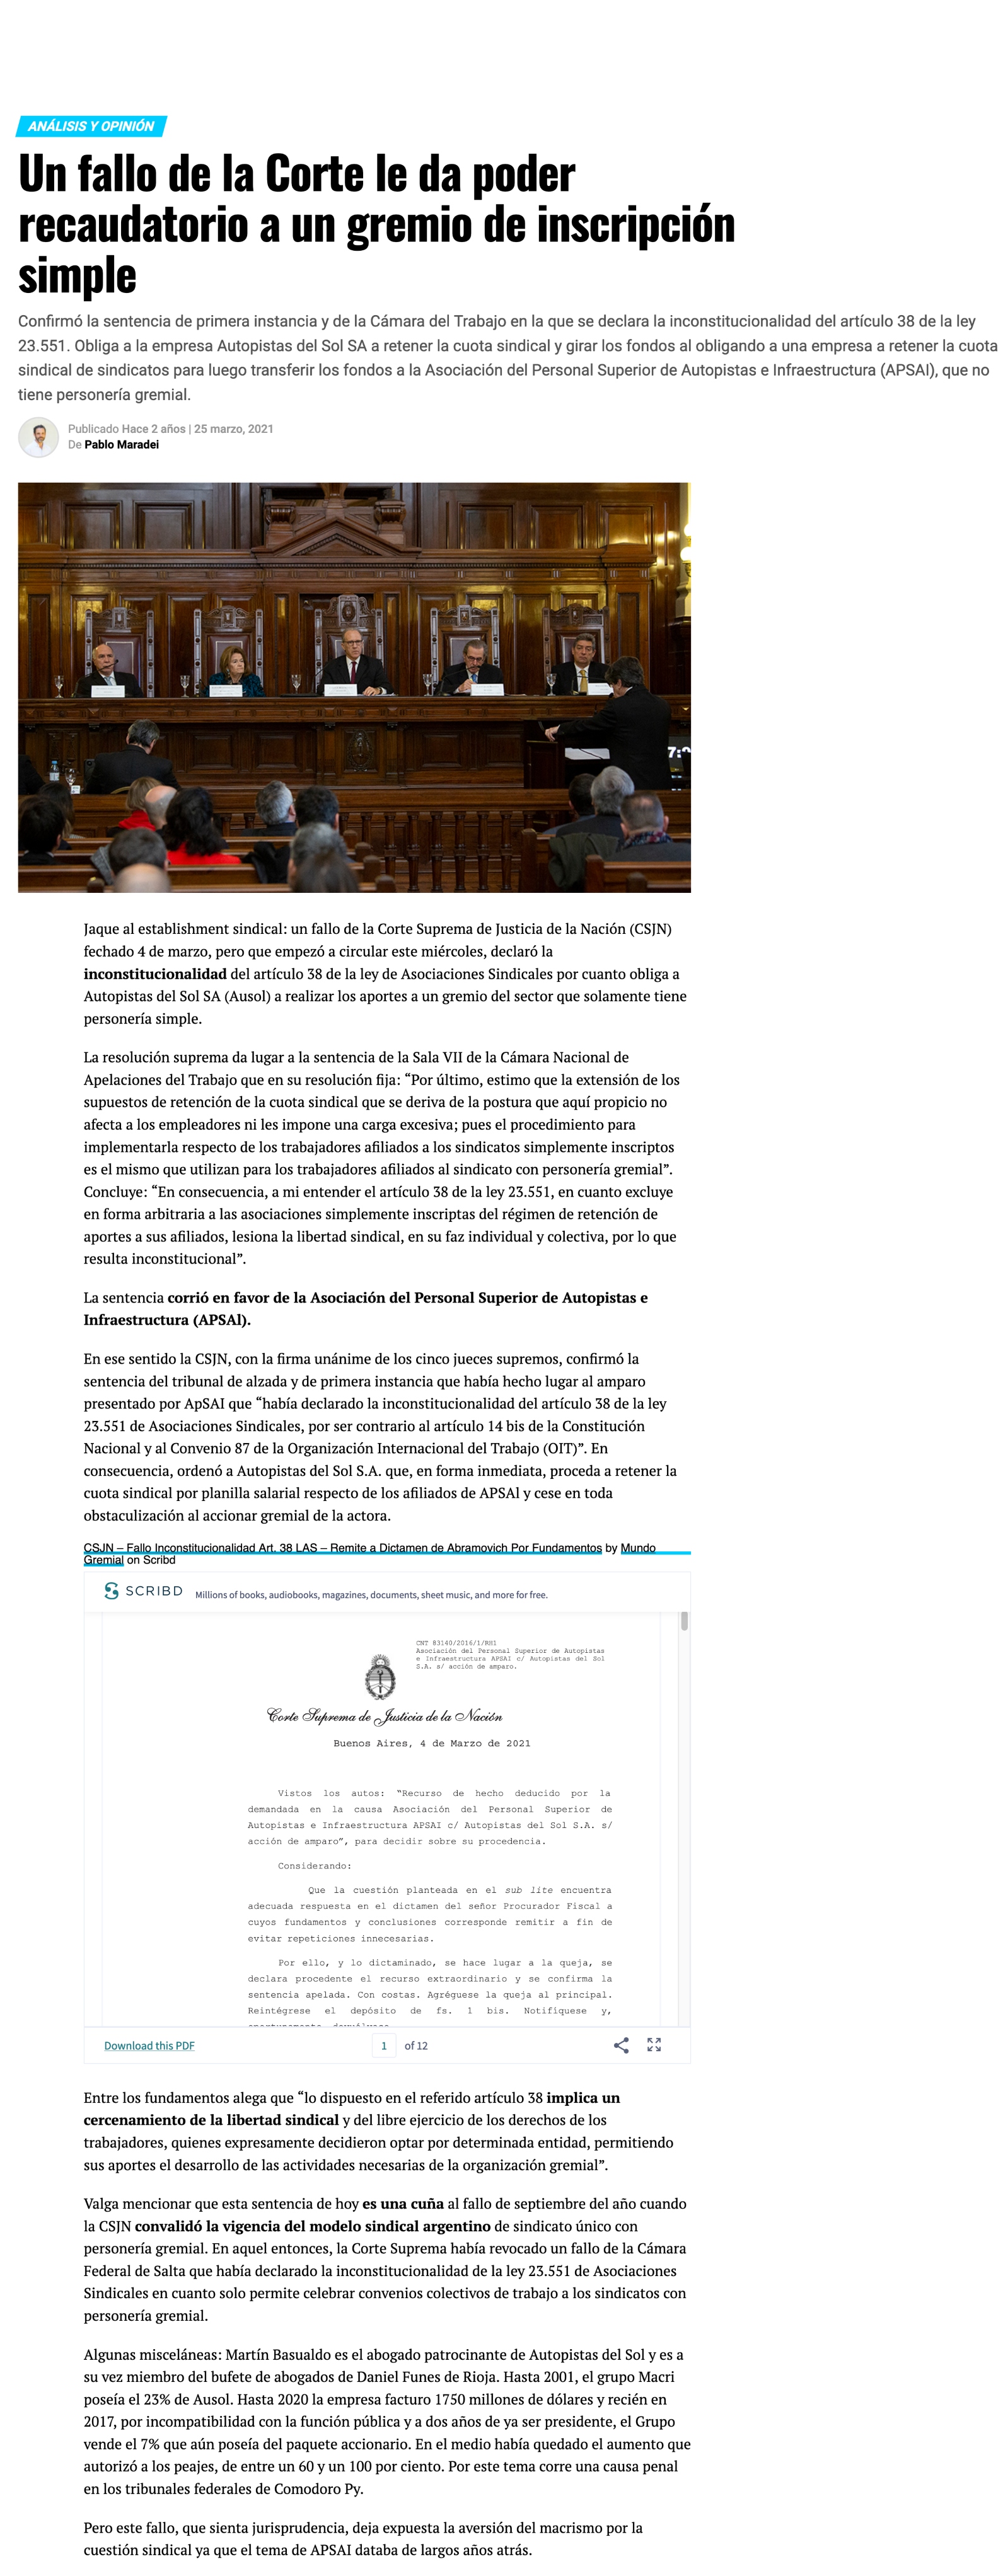 ANÁLISIS Y OPINIÓN
Un fallo de la Corte le da poder
recaudatorio a un gremio de inscripción
simple
Confirmó la sentencia de primera instancia y de la Cámara del Trabajo en la que se declara la inconstitucionalidad del artículo 38 de la ley
23.551. Obliga a la empresa Autopistas del Sol SA a retener la cuota sindical y girar los fondos al obligando a una empresa a retener la cuota
sindical de sindicatos para luego transferir los fondos a la Asociación del Personal Superior de Autopistas e Infraestructura (APSAI), que no
tiene personería gremial.
Publicado Hace 2 años | 25 marzo, 2021
De Pablo Maradei
Jaque al establishment sindical: un fallo de la Corte Suprema de Justicia de la Nación (CSJN)
fechado 4 de marzo, pero que empezó a circular este miércoles, declaró la
inconstitucionalidad del artículo 38 de la ley de Asociaciones Sindicales por cuanto obliga a
Autopistas del Sol SA (Ausol) a realizar los aportes a un gremio del sector que solamente tiene
personería simple.
La resolución suprema da lugar a la sentencia de la Sala VII de la Cámara Nacional de
Apelaciones del Trabajo que en su resolución fija: “Por último, estimo que la extensión de los
supuestos de retención de la cuota sindical que se deriva de la postura que aquí propicio no
afecta a los empleadores ni les impone una carga excesiva; pues el procedimiento para
implementarla respecto de los trabajadores afiliados a los sindicatos simplemente inscriptos
es el mismo que utilizan para los trabajadores afiliados al sindicato con personería gremial”.
Concluye: “En consecuencia, a mi entender el artículo 38 de la ley 23.551, en cuanto excluye
en forma arbitraria a las asociaciones simplemente inscriptas del régimen de retención de
aportes a sus afiliados, lesiona la libertad sindical, en su faz individual y colectiva, por lo que
resulta inconstitucional”.
La sentencia corrió en favor de la Asociación del Personal Superior de Autopistas e
Infraestructura (APSAl).
En ese sentido la CSJN, con la firma unánime de los cinco jueces supremos, confirmó la
sentencia del tribunal de alzada y de primera instancia que había hecho lugar al amparo
presentado por ApSAI que “había declarado la inconstitucionalidad del artículo 38 de la ley
23.551 de Asociaciones Sindicales, por ser contrario al artículo 14 bis de la Constitución
Nacional y al Convenio 87 de la Organización Internacional del Trabajo (OIT)”. En
consecuencia, ordenó a Autopistas del Sol S.A. que, en forma inmediata, proceda a retener la
cuota sindical por planilla salarial respecto de los afiliados de APSAl y cese en toda
obstaculización al accionar gremial de la actora.
CSJN – Fallo Inconstitucionalidad Art. 38 LAS – Remite a Dictamen de Abramovich Por Fundamentos by Mundo
Gremial on Scribd
SCRIBD Millions of books, audiobooks, magazines, documents, sheet music, and more for free.
CNT 83140/2016/1/RH1
Asociación del Personal Superior de Autopistas
e Infraestructura APSAI c/ Autopistas del Sol
S.A. s/ acción de amparo.
Corte Suprema de Justicia de la Nación
Buenos Aires, 4 de Marzo de 2021
Vistos los autos: “Recurso de hecho deducido por la
demandada en la causa Asociación del Personal Superior de
Autopistas e Infraestructura APSAI c/ Autopistas del Sol S.A. s/
acción de amparo”, para decidir sobre su procedencia.
Considerando:
Que la cuestión planteada en el sub lite encuentra
adecuada respuesta en el dictamen del señor Procurador Fiscal a
cuyos fundamentos y conclusiones corresponde remitir a fin de
evitar repeticiones innecesarias.
Por ello, y lo dictaminado, se hace lugar a la queja, se
declara procedente el recurso extraordinario y se confirma la
sentencia apelada. Con costas. Agréguese la queja al principal.
Reintégrese el depósito de fs. 1 bis. Notifíquese y,
Download this PDF
1 of 12
Entre los fundamentos alega que “lo dispuesto en el referido artículo 38 implica un
cercenamiento de la libertad sindical y del libre ejercicio de los derechos de los
trabajadores, quienes expresamente decidieron optar por determinada entidad, permitiendo
sus aportes el desarrollo de las actividades necesarias de la organización gremial”.
Valga mencionar que esta sentencia de hoy es una cuña al fallo de septiembre del año cuando
la CSJN convalidó la vigencia del modelo sindical argentino de sindicato único con
personería gremial. En aquel entonces, la Corte Suprema había revocado un fallo de la Cámara
Federal de Salta que había declarado la inconstitucionalidad de la ley 23.551 de Asociaciones
Sindicales en cuanto solo permite celebrar convenios colectivos de trabajo a los sindicatos con
personería gremial.
Algunas misceláneas: Martín Basualdo es el abogado patrocinante de Autopistas del Sol y es a
su vez miembro del bufete de abogados de Daniel Funes de Rioja. Hasta 2001, el grupo Macri
poseía el 23% de Ausol. Hasta 2020 la empresa facturo 1750 millones de dólares y recién en
2017, por incompatibilidad con la función pública y a dos años de ya ser presidente, el Grupo
vende el 7% que aún poseía del paquete accionario. En el medio había quedado el aumento que
autorizó a los peajes, de entre un 60 y un 100 por ciento. Por este tema corre una causa penal
en los tribunales federales de Comodoro Py.
Pero este fallo, que sienta jurisprudencia, deja expuesta la aversión del macrismo por la
cuestión sindical ya que el tema de APSAI databa de largos años atrás.